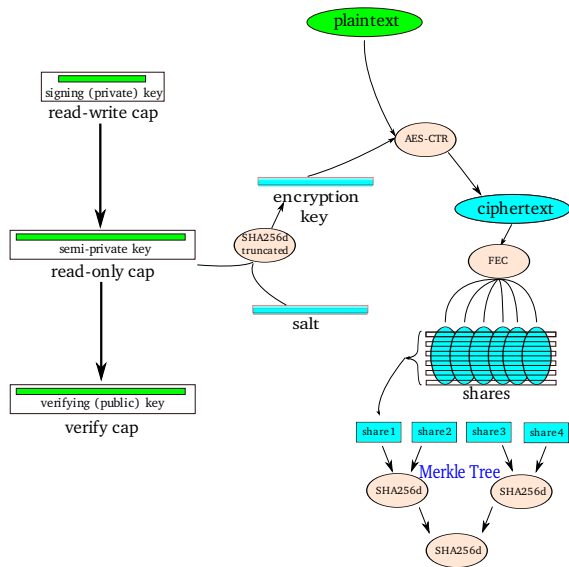 plaintext
signing (private) key
read-write cap
AES-CTR
encryption
key
ciphertext
SHA256d
truncated
semi-private key
read-only cap
FEC
salt
shares
verifying (public) key
verify cap
share1
share2
share3
share4
Merkle Tree
SHA256d
SHA256d
SHA256d